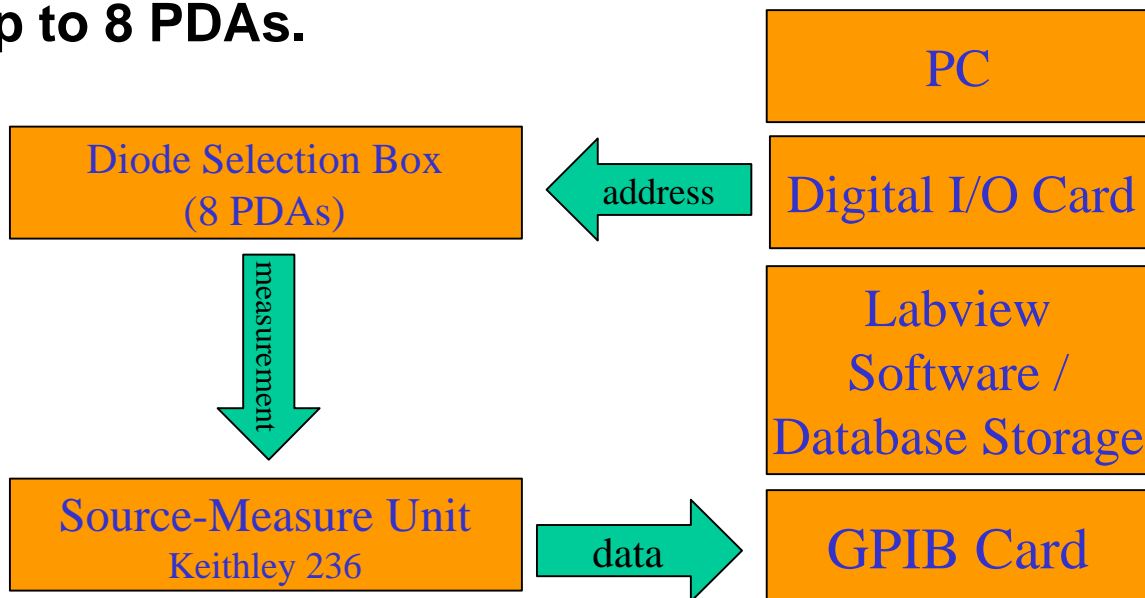 p to 8 PDAs.
PC
Diode Selection Box
(8 PDAs)
address
Digital I/O Card
measurement
Labview
Software /
Database Storage
Source-Measure Unit
Keithley 236
data
GPIB Card